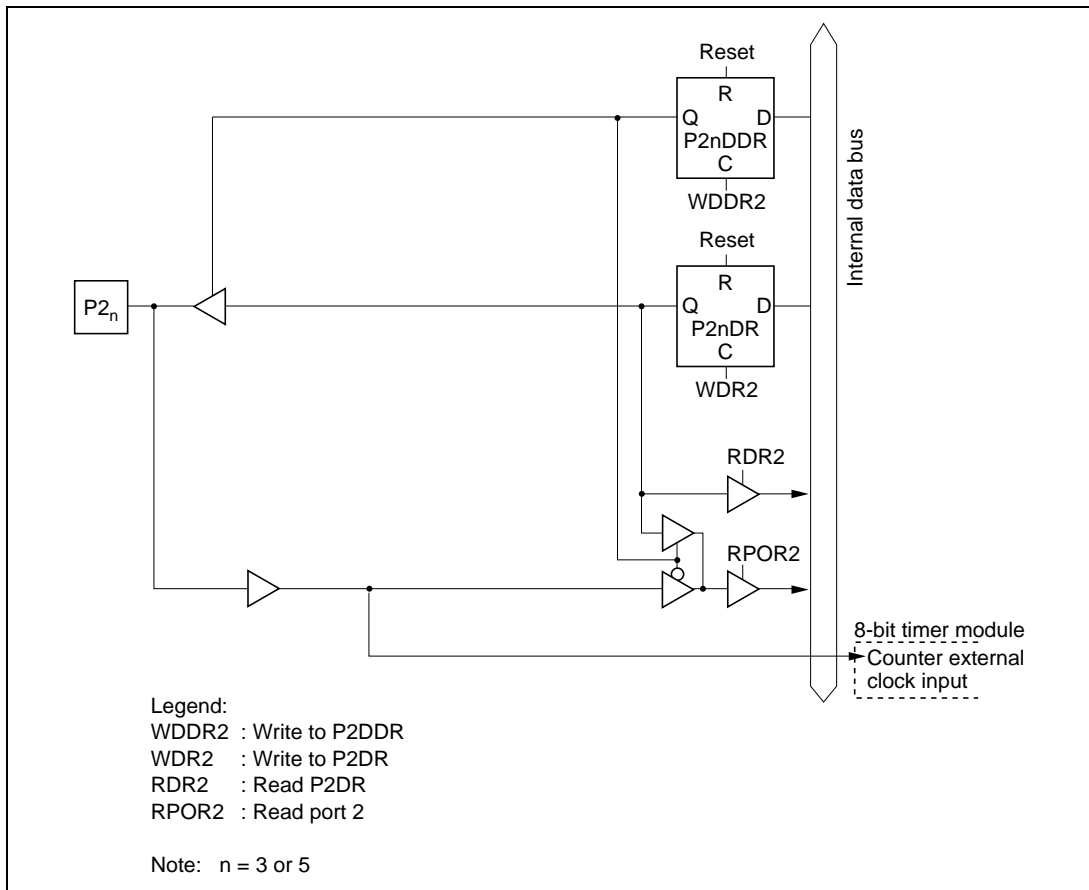 Reset
R
Q D
P2nDDR
C
WDDR2
Internal data bus
Reset
R
Q D
P2nDR
C
WDR2
P2n
RDR2
RPOR2
8-bit timer module
Counter external
clock input
Legend:
WDDR2 : Write to P2DDR
WDR2 : Write to P2DR
RDR2 : Read P2DR
RPOR2 : Read port 2
Note: n = 3 or 5